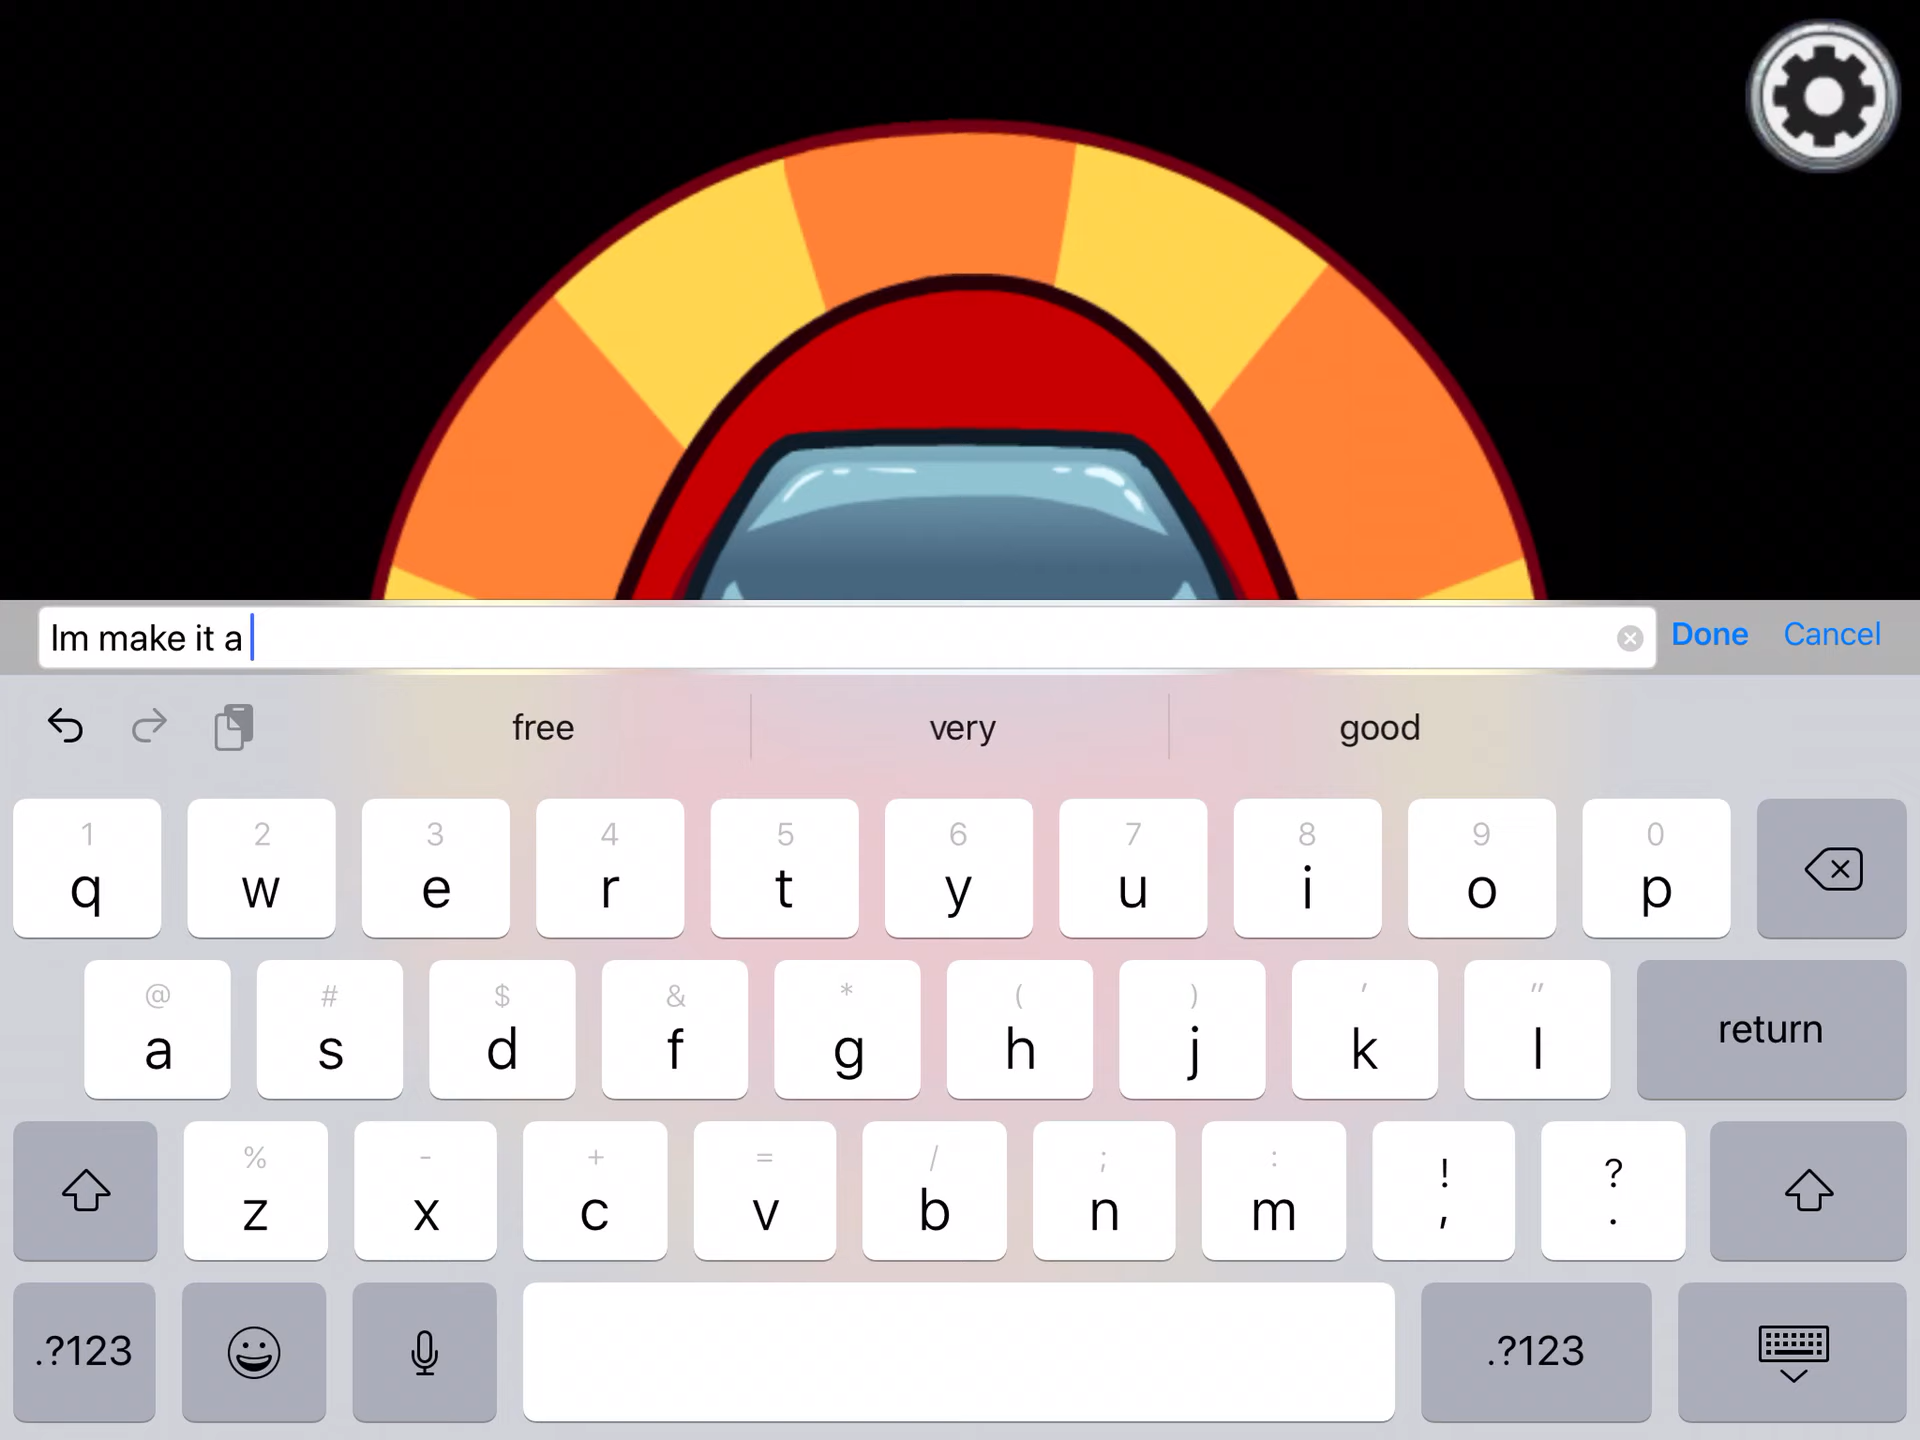 Im make it a
Done
Cancel
free
very
good
1 2 3 4 5 6 7 8 9 0
q w e r t y u i o p
@ # $ & * ( ) ' "
a s d f g h j k l
return
% - + = / ; : ! ?
z x c v b n m , .
.?123
.?123